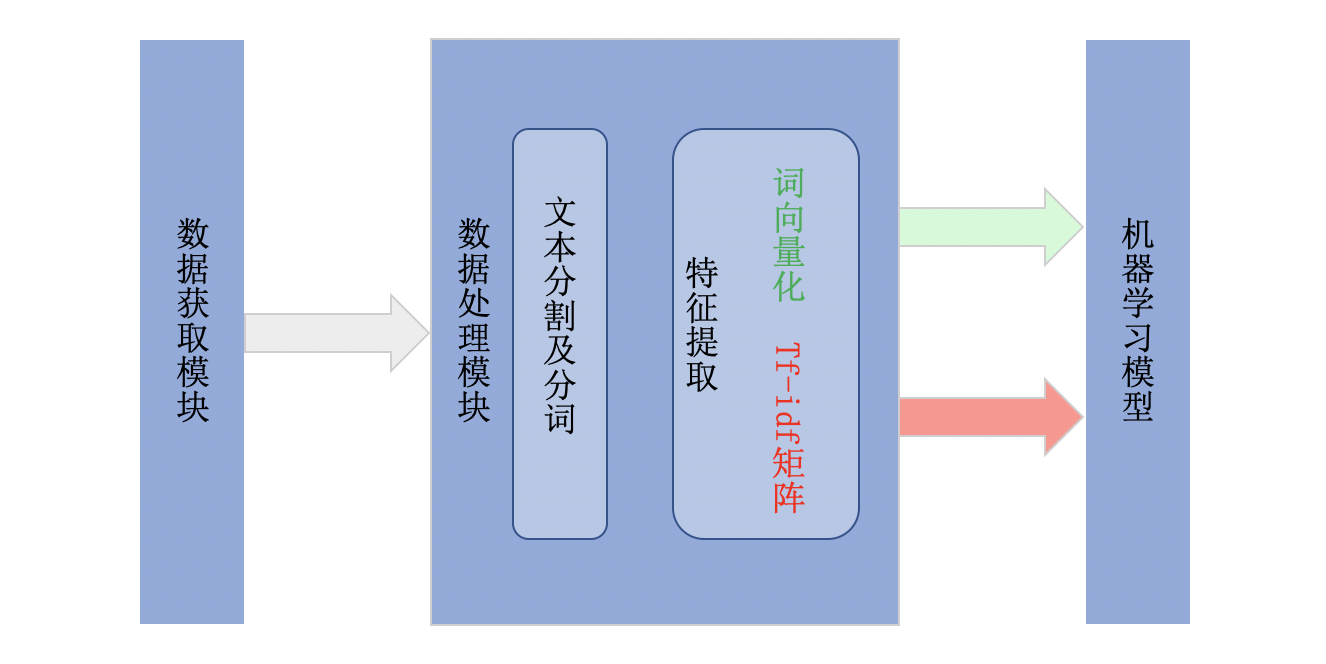 数据获取模块
数据处理模块
文本分割及分词
特征提取
词向量化
Tf-idf矩阵
机器学习模型